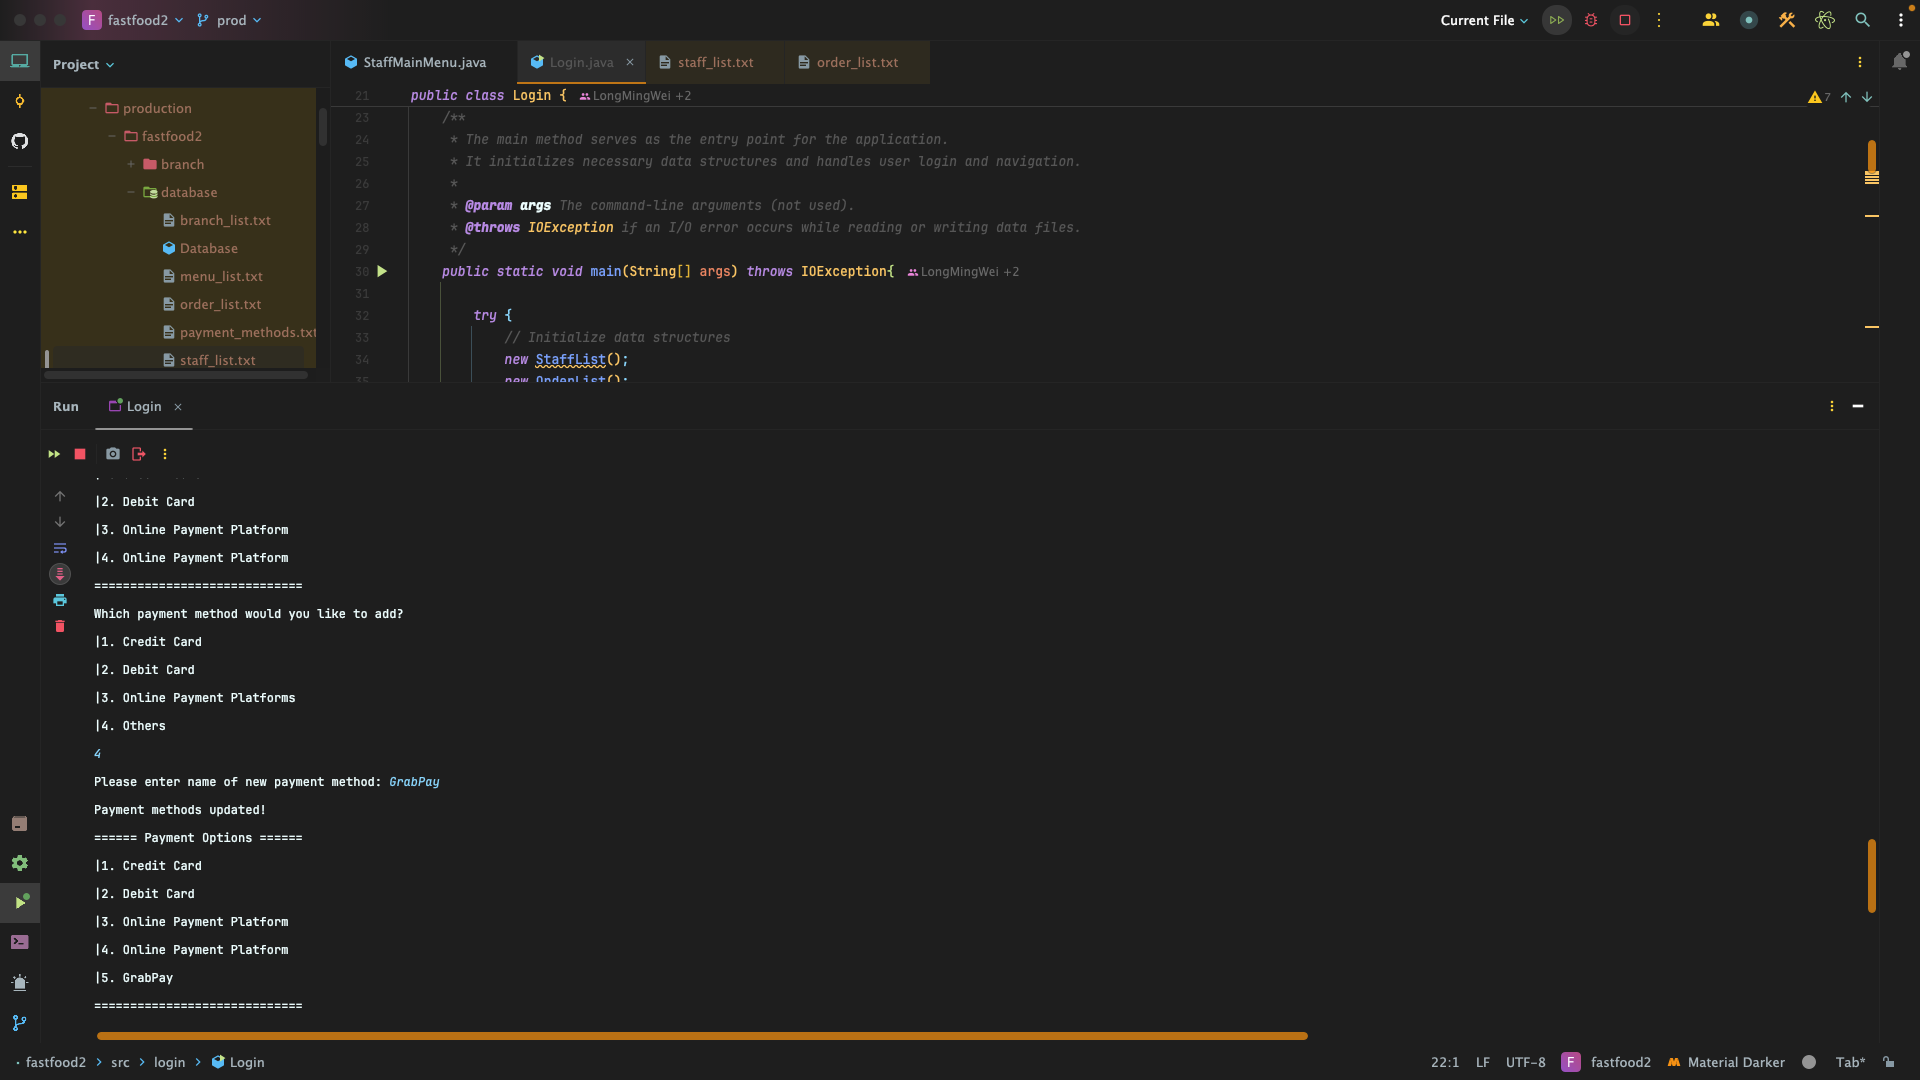 F fastfood2 prod Current File
Project
StaffMainMenu.java Login.java staff_list.txt order_list.txt
production
fastfood2
branch
database
branch_list.txt
Database
menu_list.txt
order_list.txt
payment_methods.txt
staff_list.txt
21 public class Login { LongMingWei +2
7
23 /**
24 * The main method serves as the entry point for the application.
25 * It initializes necessary data structures and handles user login and navigation.
26 *
27 * @param args The command-line arguments (not used).
28 * @throws IOException if an I/O error occurs while reading or writing data files.
29 */
30 public static void main(String[] args) throws IOException{ LongMingWei +2
31
32 try {
33 // Initialize data structures
34 new StaffList();
35 new OrderList();
Run Login
|2. Debit Card
|3. Online Payment Platform
|4. Online Payment Platform
=============================
Which payment method would you like to add?
|1. Credit Card
|2. Debit Card
|3. Online Payment Platforms
|4. Others
4
Please enter name of new payment method: GrabPay
Payment methods updated!
====== Payment Options ======
|1. Credit Card
|2. Debit Card
|3. Online Payment Platform
|4. Online Payment Platform
|5. GrabPay
=============================
fastfood2 > src > login > Login
22:1 LF UTF-8 F fastfood2 Material Darker Tab*